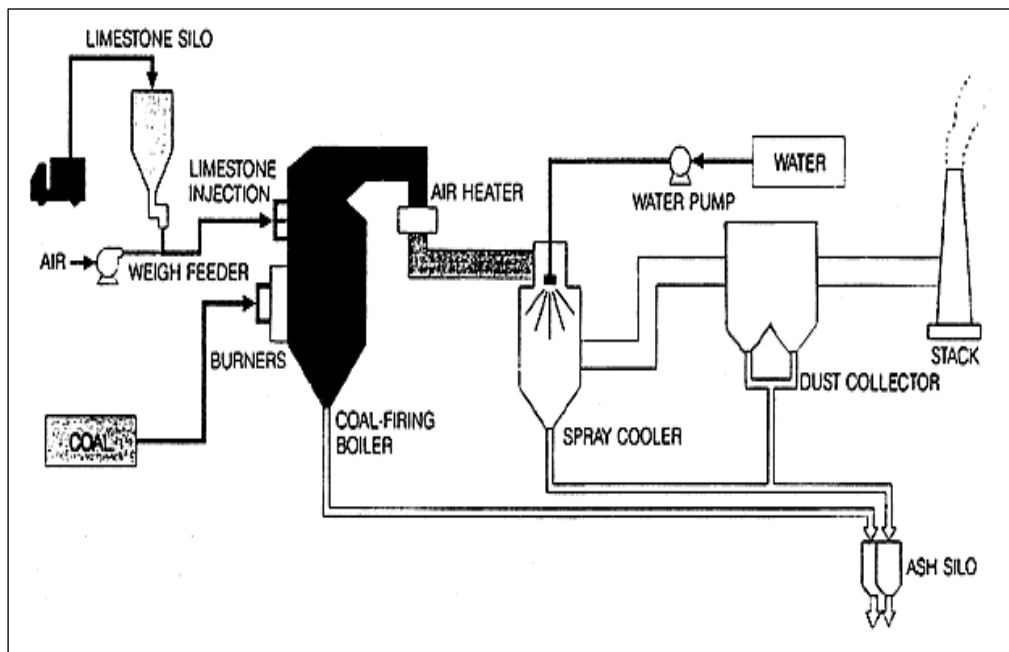 LIMESTONE SILO
LIMESTONE
INJECTION
AIR HEATER
WATER
WATER PUMP
AIR
WEIGH FEEDER
BURNERS
STACK
DUST COLLECTOR
COAL
COAL-FIRING
BOILER
SPRAY COOLER
ASH SILO